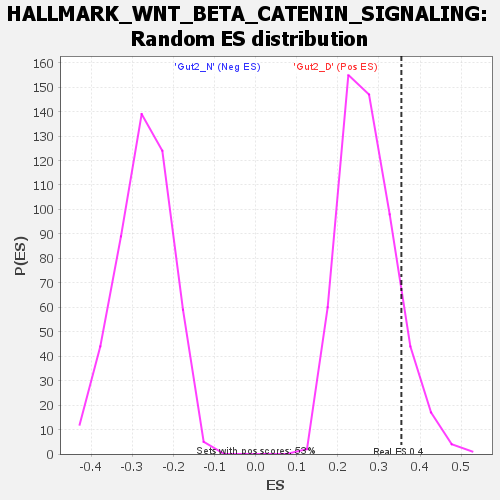 HALLMARK_WNT_BETA_CATENIN_SIGNALING:
Random ES distribution
'Gut2_N' (Neg ES)
'Gut2_D' (Pos ES)
160
150
140
130
120
110
100
90
80
70
60
50
40
30
20
10
0
P(ES)
Sets with pos scores: 53%
Real ES 0.4
-0.4 -0.3 -0.2 -0.1 0.0 0.1 0.2 0.3 0.4 0.5
ES